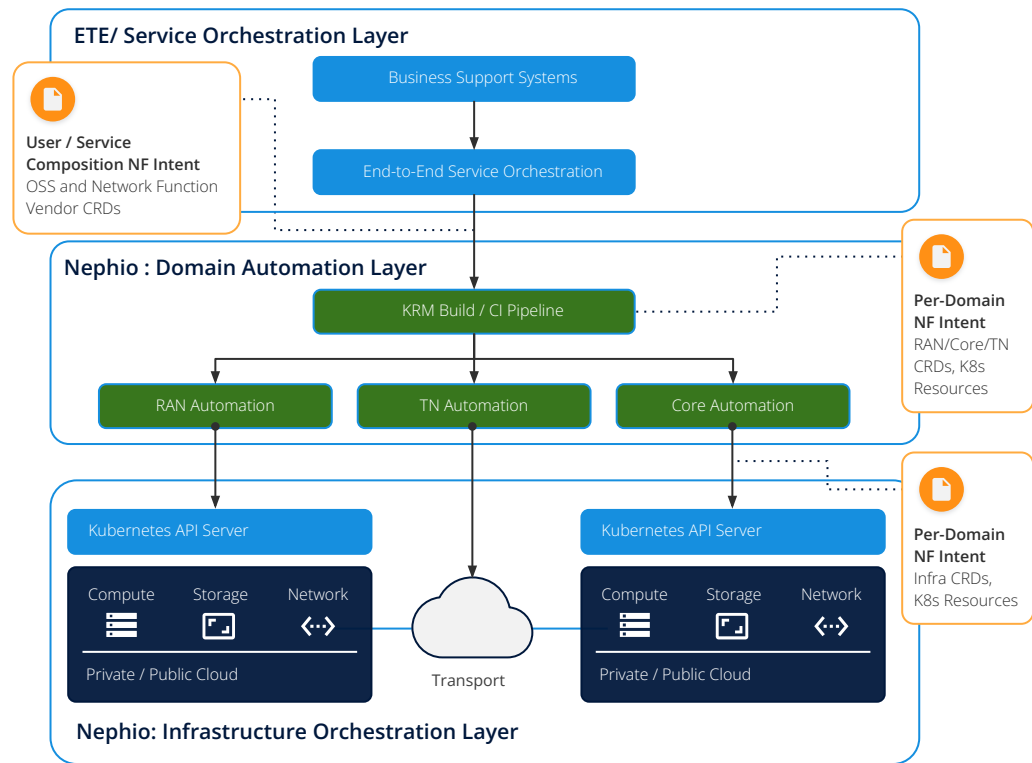 ETE/ Service Orchestration Layer
Business Support Systems
User / Service
Composition NF Intent
OSS and Network Function
Vendor CRDs
End-to-End Service Orchestration
Nephio : Domain Automation Layer
KRM Build / CI Pipeline
Per-Domain
NF Intent
RAN/Core/TN
CRDs, K8s
Resources
RAN Automation
TN Automation
Core Automation
Kubernetes API Server
Kubernetes API Server
Per-Domain
NF Intent
Infra CRDs,
K8s Resources
Compute Storage Network
Private / Public Cloud
Transport
Compute Storage Network
Private / Public Cloud
Nephio: Infrastructure Orchestration Layer